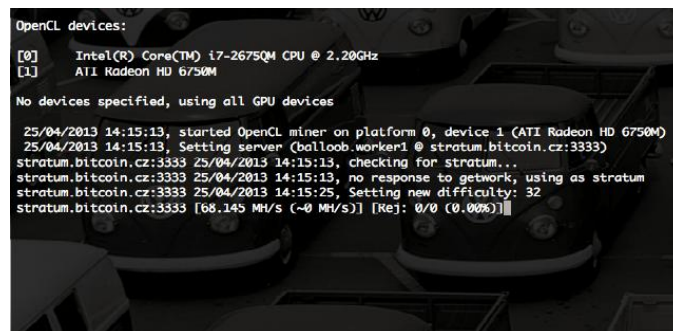 OpenCL devices:
[0] Intel(R) Core(TM) i7-2675QM CPU @ 2.20GHz
[1] ATI Radeon HD 6750M
No devices specified, using all GPU devices
25/04/2013 14:15:13, started OpenCL miner on platform 0, device 1 (ATI Radeon HD 6750M)
25/04/2013 14:15:13, Setting server (balloob.worker1 @ stratum.bitcoin.cz:3333)
stratum.bitcoin.cz:3333 25/04/2013 14:15:13, checking for stratum...
stratum.bitcoin.cz:3333 25/04/2013 14:15:13, no response to getwork, using as stratum
stratum.bitcoin.cz:3333 25/04/2013 14:15:25, Setting new difficulty: 32
stratum.bitcoin.cz:3333 [68.145 MH/s (~0 MH/s)] [Rej: 0/0 (0.00%)]